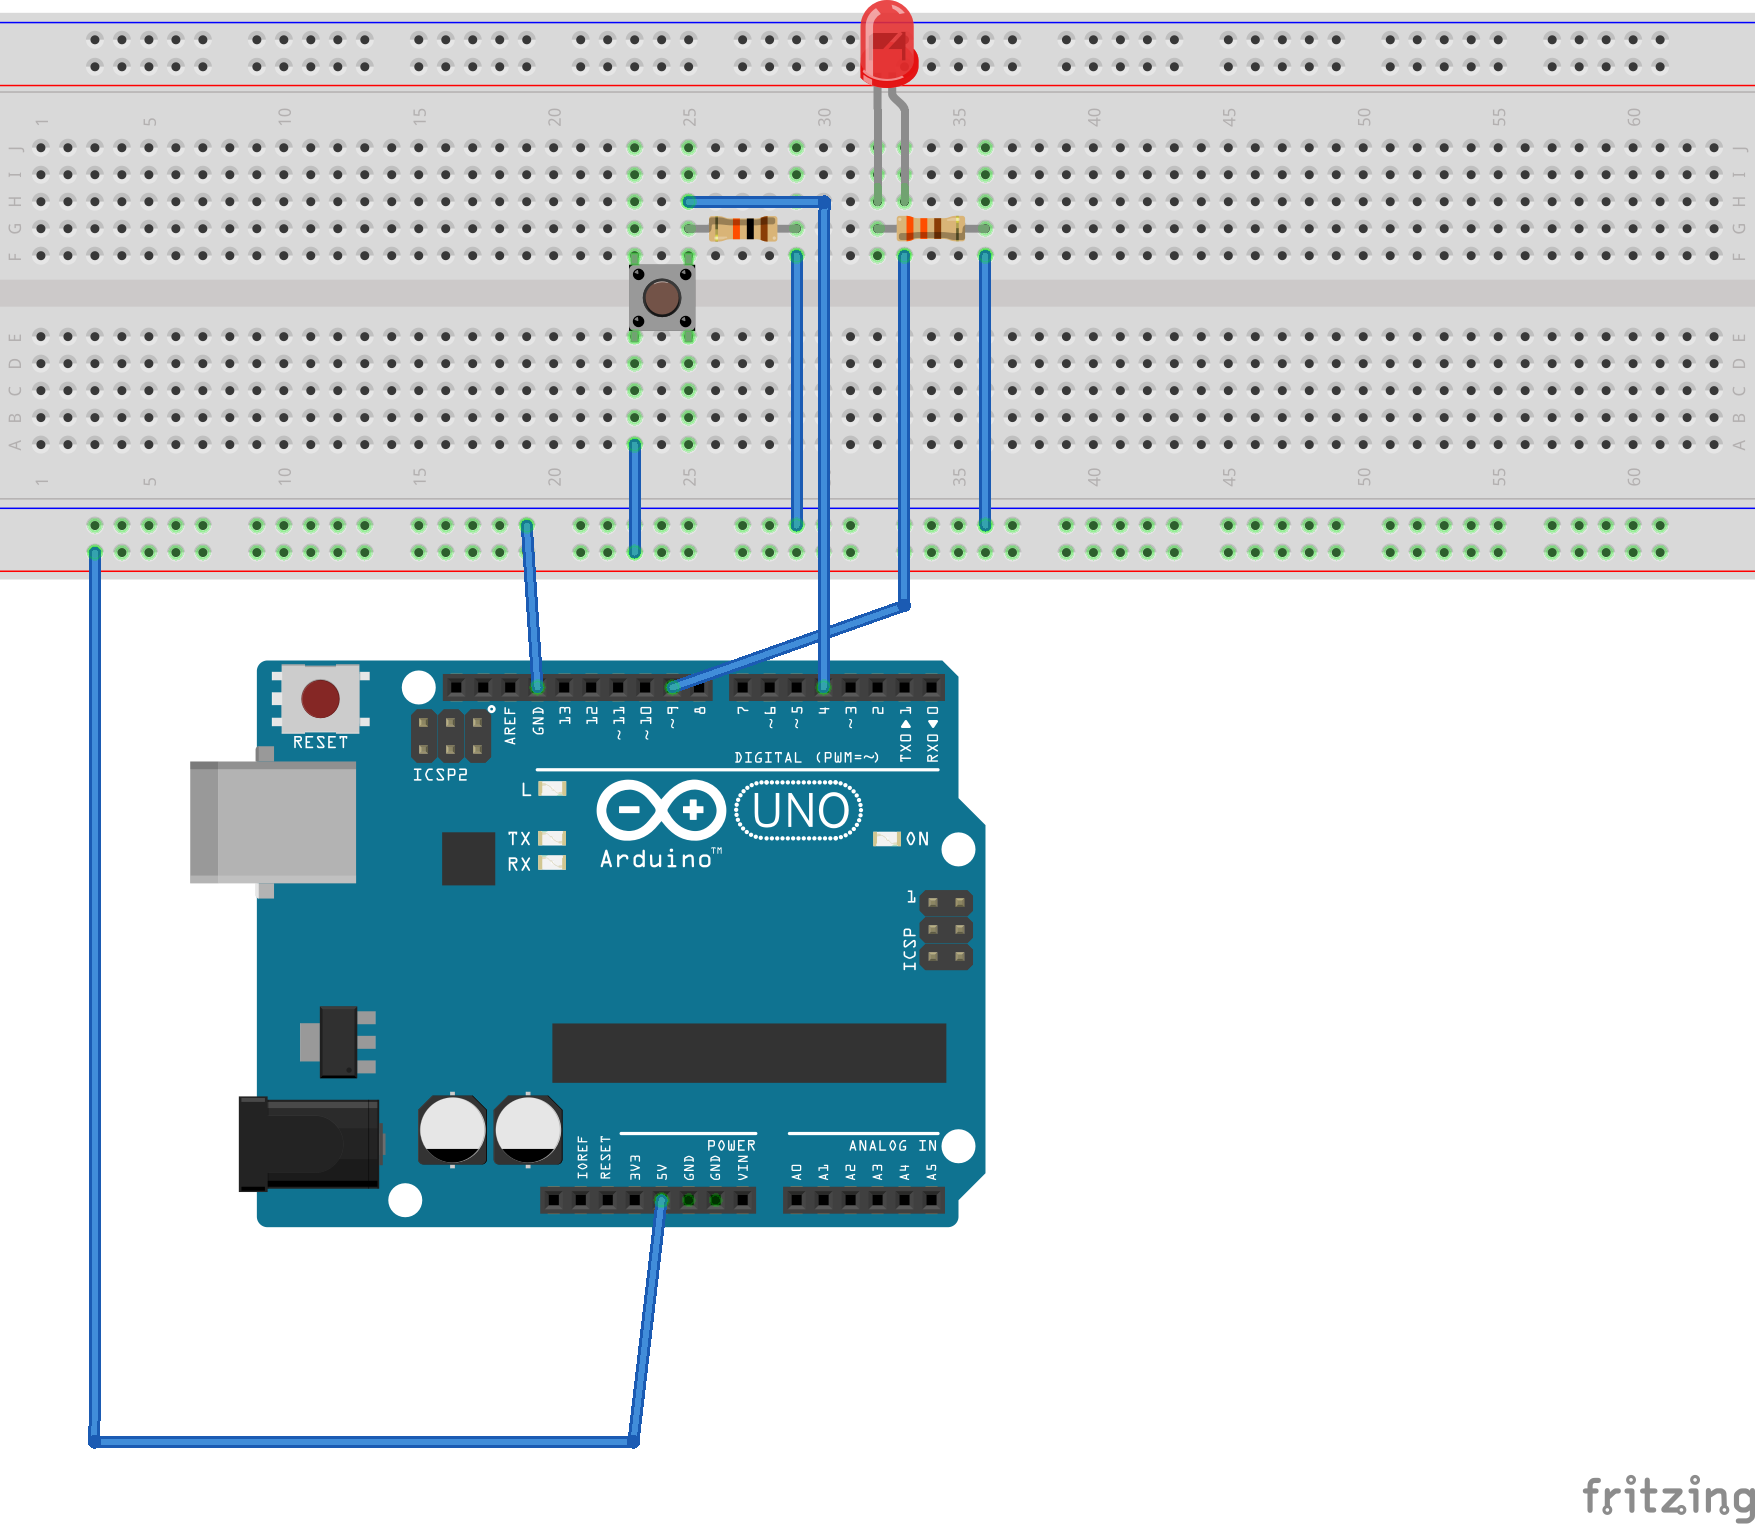 1 5 10 15 20 25 30 35 40 45 50 55 60
J J
I I
H H
G G
F F
E E
D D
C C
B B
A A
1 5 10 15 20 25 35 40 45 50 55 60
RESET
ICSP2
AREF GND 13 12 ~11 ~10 ~9 8 7 ~6 ~5 4 ~3 2 TX0▶1 RX0◀0
DIGITAL (PWM=~)
L
TX
RX
UNO
Arduino™
ON
1
ICSP
POWER
ANALOG IN
IOREF RESET 3V3 5V GND GND VIN A0 A1 A2 A3 A4 A5
fritzing